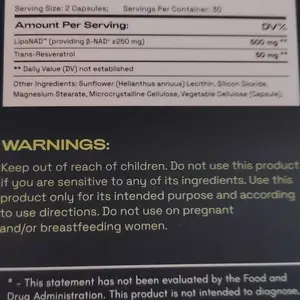 Serving Size: 2 Capsules; Servings Per Container: 30
Amount Per Serving: DV%
LipoNAD™ (providing β-NAD⁺ ≥250 mg) 500 mg **
Trans-Resveratrol 50 mg **
** Daily Value (DV) not established
Other Ingredients: Sunflower (Helianthus annuus) Lecithin, Silicon Dioxide,
Magnesium Stearate, Microcrystalline Cellulose, Vegetable Cellulose (Capsule).
WARNINGS:
Keep out of reach of children. Do not use this product
if you are sensitive to any of its ingredients. Use this
product only for its intended purpose and according
to use directions. Do not use on pregnant
and/or breastfeeding women.
* - This statement has not been evaluated by the Food and
Drug Administration. This product is not intended to diagnose,